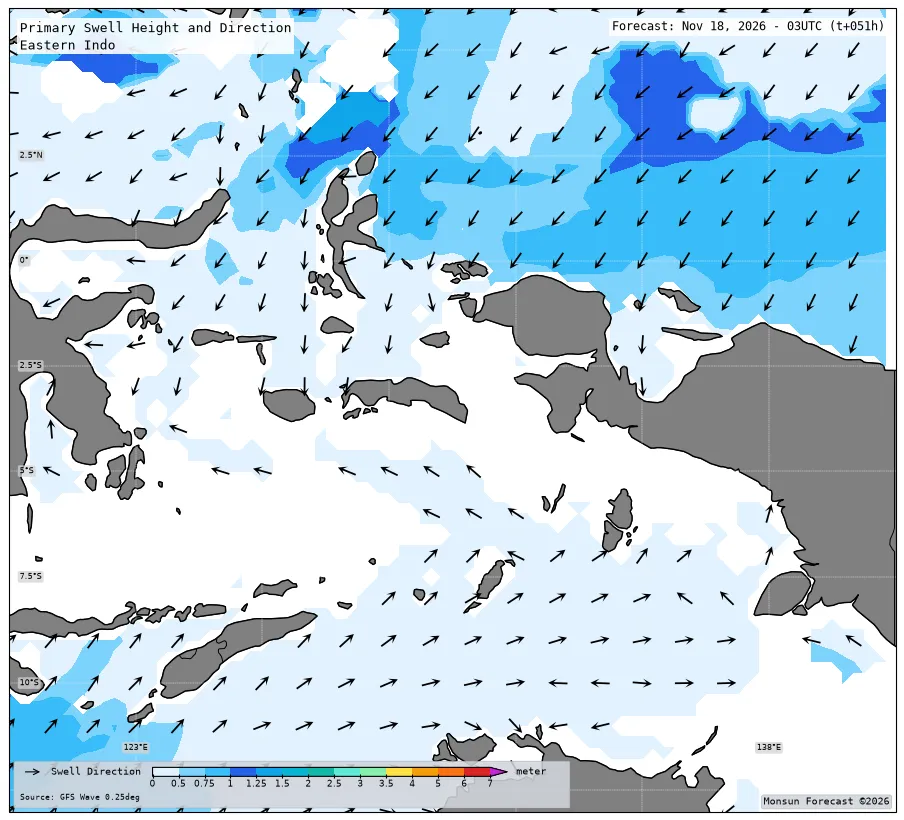 Primary Swell Height and Direction
Eastern Indo
Forecast: Nov 18, 2026 - 03UTC (t+051h)
2.5°N
0°
2.5°S
5°S
7.5°S
10°S
123°E
138°E
Swell Direction
meter
0 0.5 0.75 1 1.25 1.5 2 2.5 3 3.5 4 5 6 7
Source: GFS Wave 0.25deg
Monsun Forecast ©2026